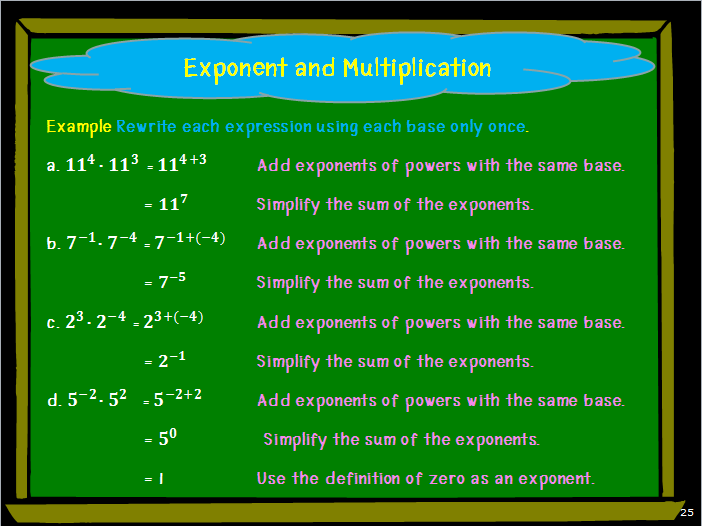 Exponent and Multiplication
Example Rewrite each expression using each base only once.
a. 11⁴ · 11³ = 11⁴⁺³ Add exponents of powers with the same base.
= 11⁷ Simplify the sum of the exponents.
b. 7⁻¹ · 7⁻⁴ = 7⁻¹⁺⁽⁻⁴⁾ Add exponents of powers with the same base.
= 7⁻⁵ Simplify the sum of the exponents.
c. 2³ · 2⁻⁴ = 2³⁺⁽⁻⁴⁾ Add exponents of powers with the same base.
= 2⁻¹ Simplify the sum of the exponents.
d. 5⁻² · 5² = 5⁻²⁺² Add exponents of powers with the same base.
= 5⁰ Simplify the sum of the exponents.
= 1 Use the definition of zero as an exponent.
25